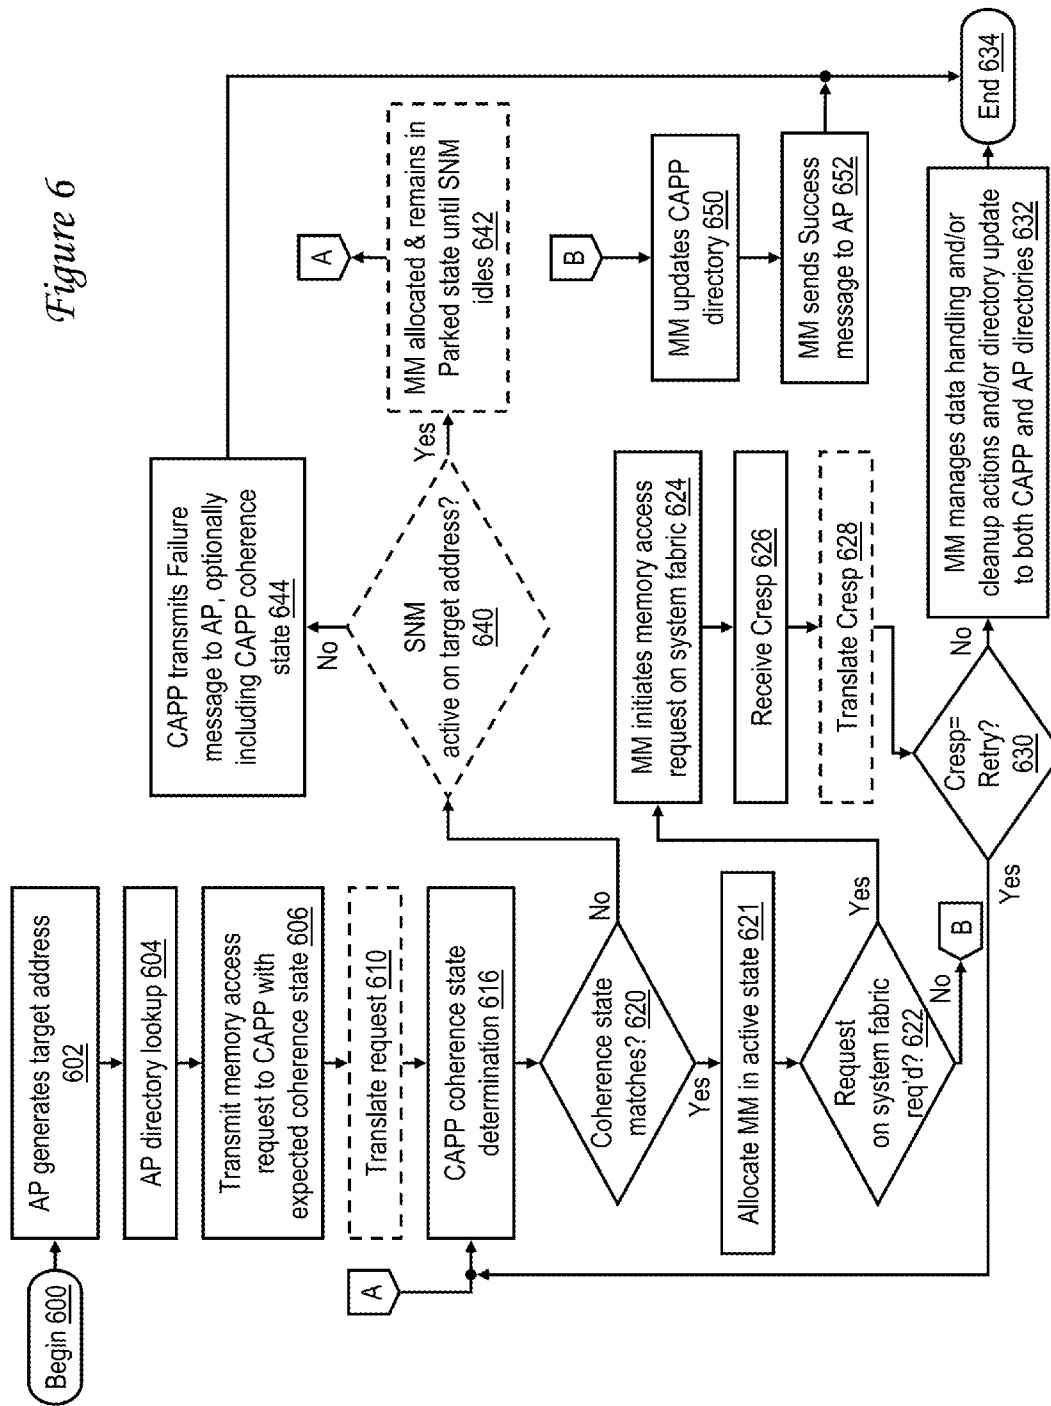 Figure 6
Begin 600
AP generates target address
602
AP directory lookup 604
Transmit memory access
request to CAPP with
expected coherence state 606
Translate request 610
A
CAPP coherence state
determination 616
Coherence state
matches? 620
No
Yes
Allocate MM in active state 621
Request
on system fabric
req'd? 622
Yes
No
B
CAPP transmits Failure
message to AP, optionally
including CAPP coherence
state 644
No
SNM
active on target address?
640
Yes
MM allocated & remains in
Parked state until SNM
idles 642
A
MM initiates memory access
request on system fabric 624
Receive Cresp 626
Translate Cresp 628
Cresp=
Retry?
630
Yes
No
B
MM updates CAPP
directory 650
MM sends Success
message to AP 652
MM manages data handling and/or
cleanup actions and/or directory update
to both CAPP and AP directories 632
End 634